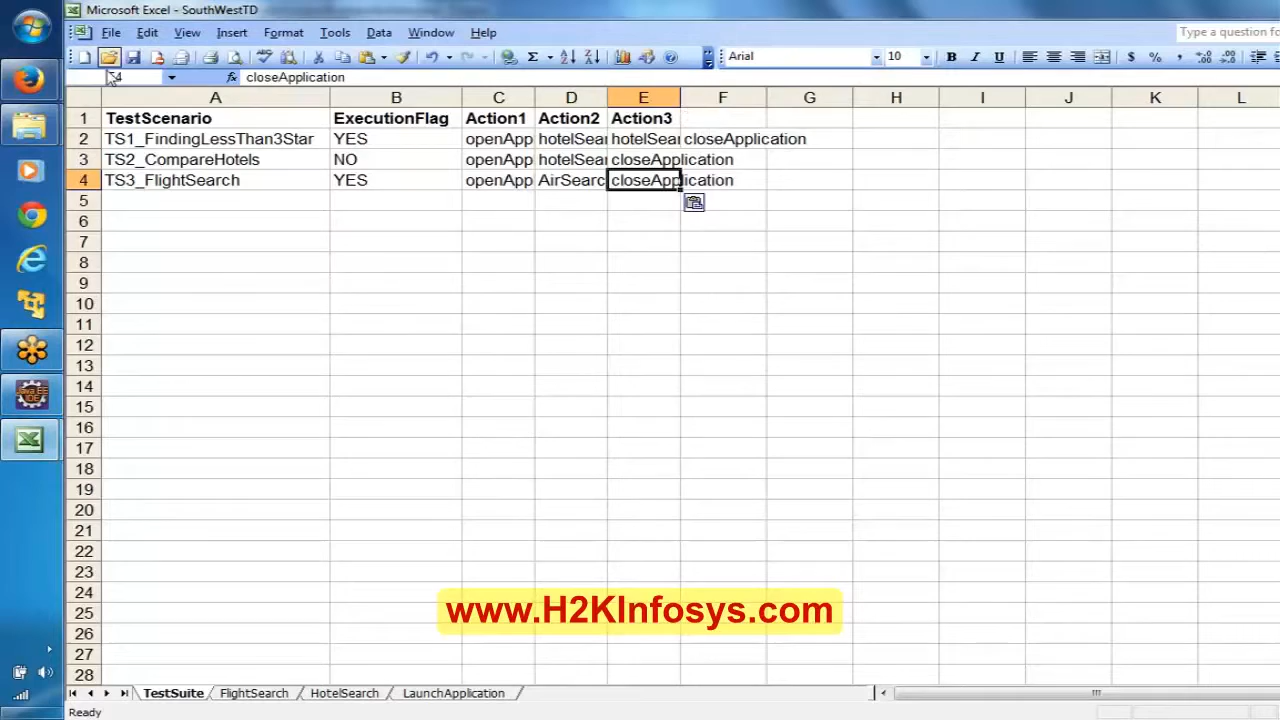 Microsoft Excel - SouthWestTD
File Edit View Insert Format Tools Data Window Help
Type a question fo
Arial 10 B I U $ % ,
closeApplication
A B C D E F G H I J K L
1 TestScenario ExecutionFlag Action1 Action2 Action3
2 TS1_FindingLessThan3Star YES openApp hotelSear hotelSear closeApplication
3 TS2_CompareHotels NO openApp hotelSear closeApplication
4 TS3_FlightSearch YES openApp AirSearc closeApplication
5
6
7
8
9
10
11
12
13
14
15
16
17
18
19
20
21
22
23
24
25
26
27
28
www.H2KInfosys.com
TestSuite FlightSearch HotelSearch LaunchApplication
Ready